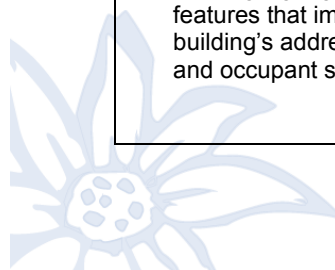 features that im
building's addre
and occupant s